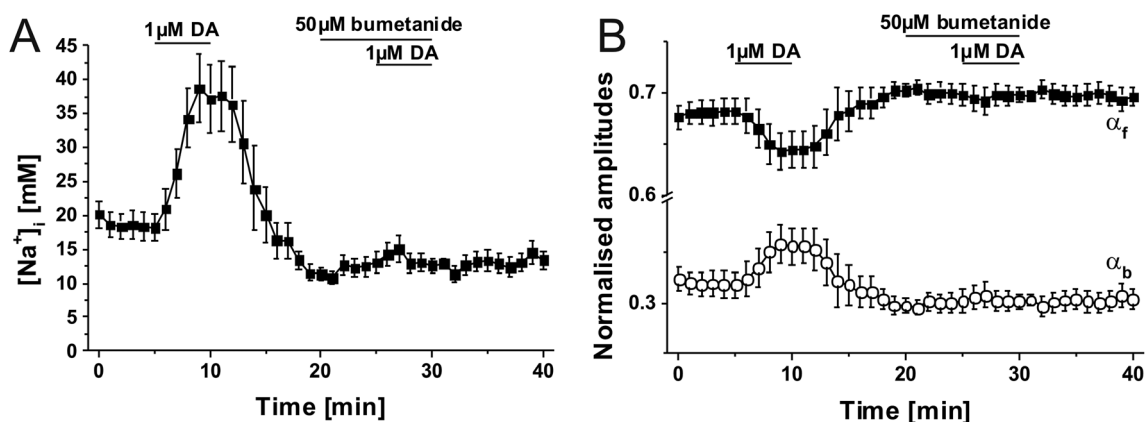 A
1µM DA
50µM bumetanide
1µM DA
[Na⁺]ᵢ [mM]
45
40
35
30
25
20
15
10
5
0
0
10
20
30
40
Time [min]
B
50µM bumetanide
1µM DA
1µM DA
Normalised amplitudes
0.7
αf
0.6
αb
0.3
0
10
20
30
40
Time [min]